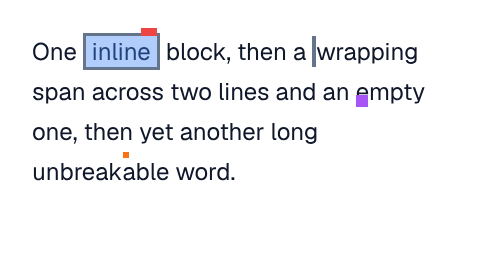 One inline block, then a wrapping
span across two lines and an empty
one, then yet another long
unbreakable word.